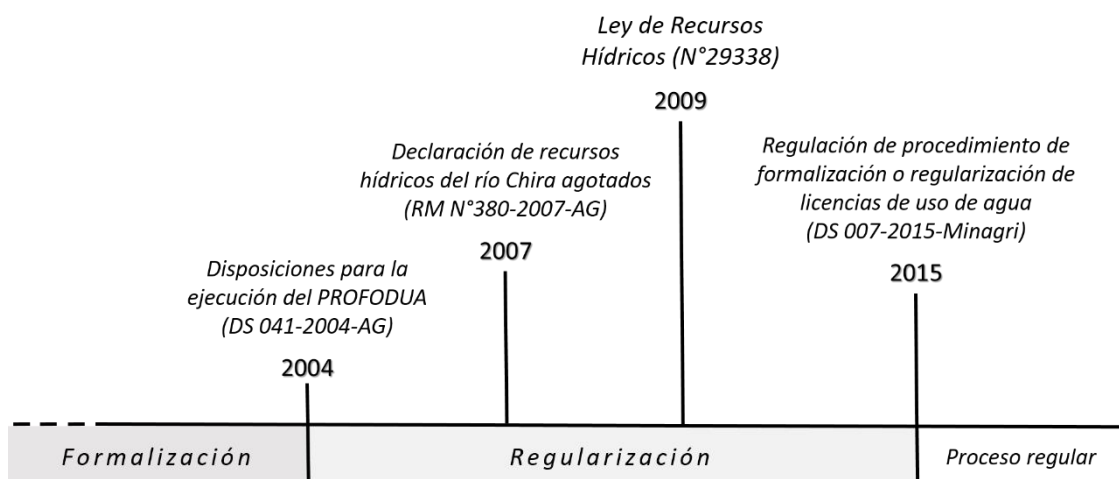 Ley de Recursos
Hídricos (N°29338)
2009
Declaración de recursos
hídricos del río Chira agotados
(RM N°380-2007-AG)
2007
Regulación de procedimiento de
formalización o regularización de
licencias de uso de agua
(DS 007-2015-Minagri)
2015
Disposiciones para la
ejecución del PROFODUA
(DS 041-2004-AG)
2004
Formalización
Regularización
Proceso regular